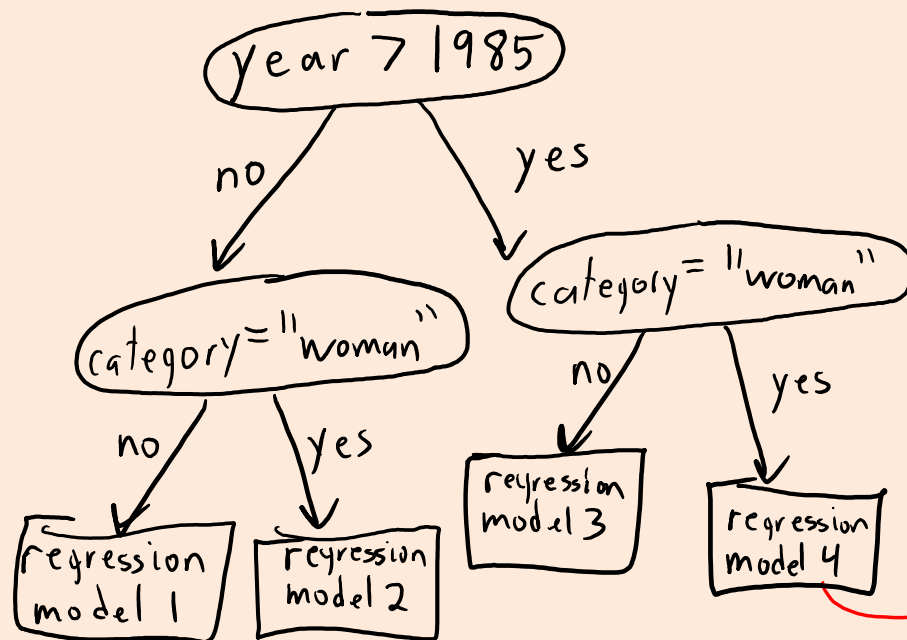 year > 1985
no
yes
category = "woman"
category = "woman"
no
yes
no
yes
regression
model 1
regression
model 2
regression
model 3
regression
model 4